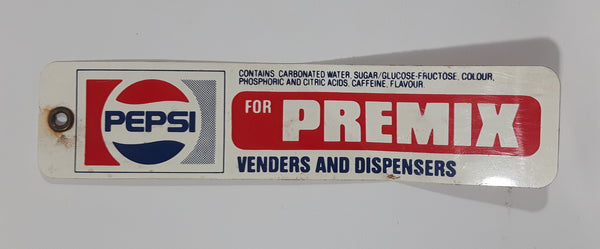 PEPSI
CONTAINS CARBONATED WATER, SUGAR/GLUCOSE-FRUCTOSE, COLOUR,
PHOSPHORIC AND CITRIC ACIDS, CAFFEINE, FLAVOUR.
FOR PREMIX
VENDERS AND DISPENSERS